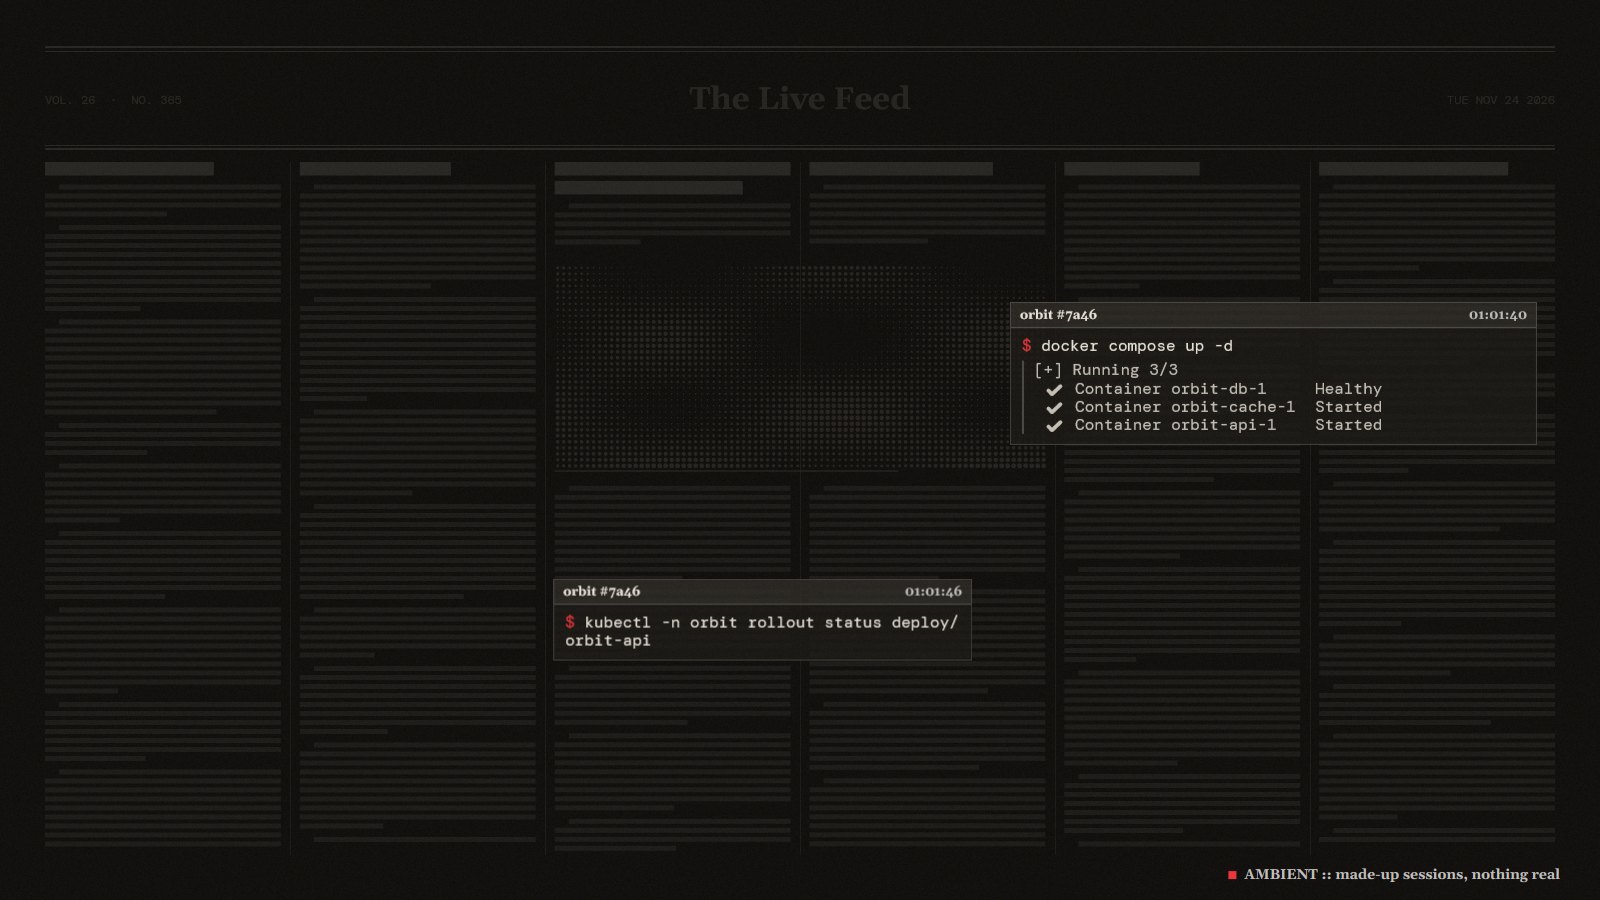 The Live Feed
VOL. 26 · NO. 365
TUE NOV 24 2026
orbit #7a46 01:01:40
$ docker compose up -d
[+] Running 3/3
✔ Container orbit-db-1 Healthy
✔ Container orbit-cache-1 Started
✔ Container orbit-api-1 Started
orbit #7a46 01:01:46
$ kubectl -n orbit rollout status deploy/
orbit-api
AMBIENT :: made-up sessions, nothing real